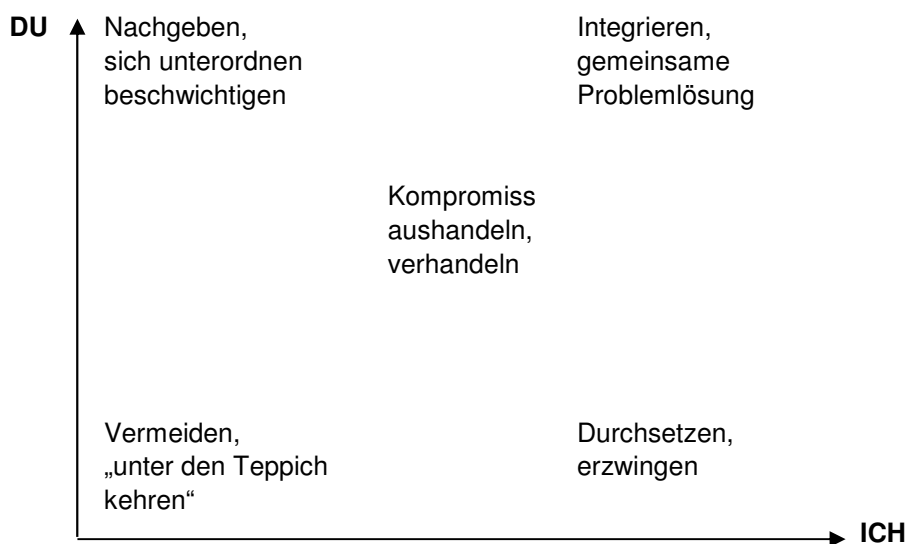 DU
Nachgeben,
sich unterordnen
beschwichtigen
Integrieren,
gemeinsame
Problemlösung
Kompromiss
aushandeln,
verhandeln
Vermeiden,
„unter den Teppich
kehren“
Durchsetzen,
erzwingen
ICH